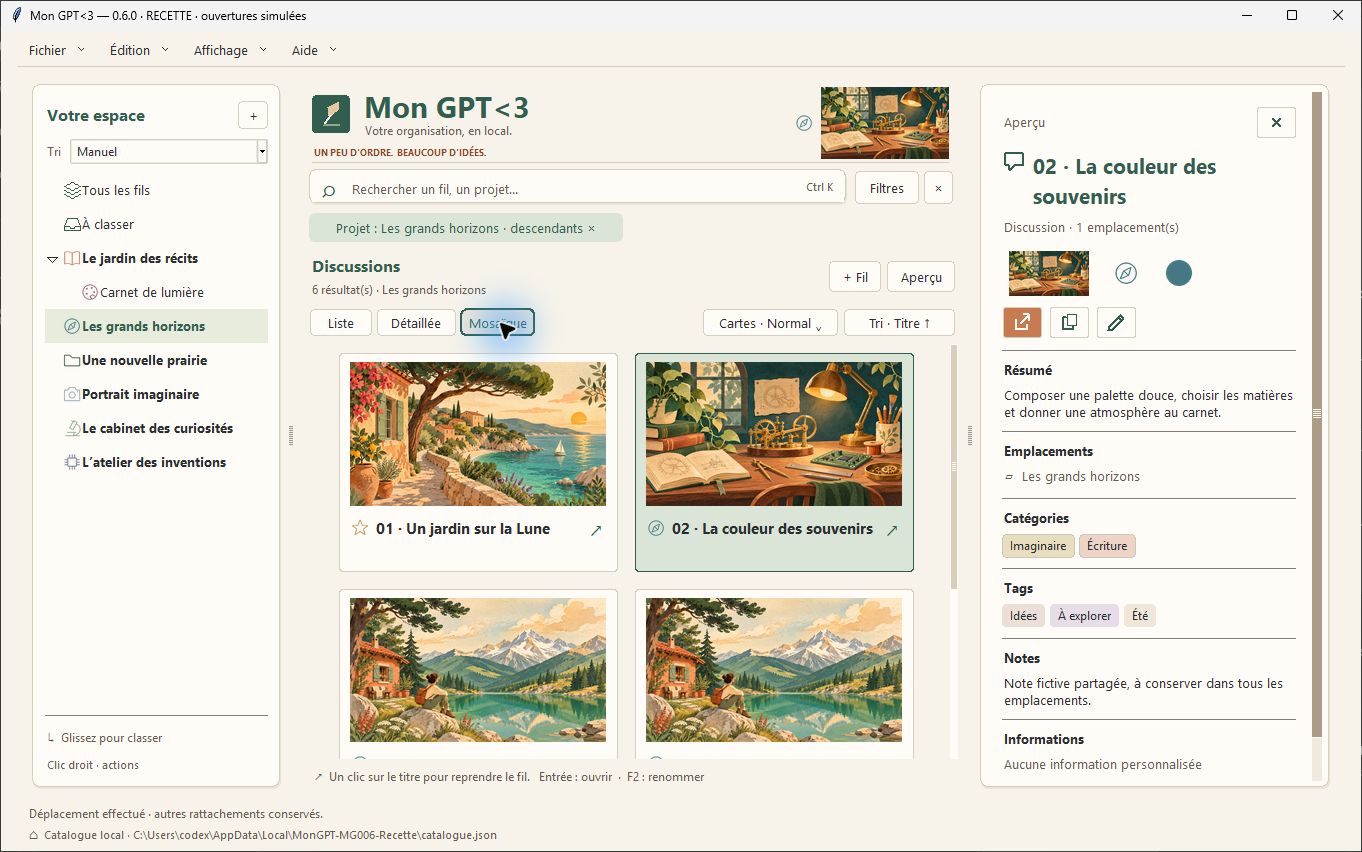 Mon GPT<3 — 0.6.0 · RECETTE · ouvertures simulées
Fichier Édition Affichage Aide
Votre espace +
Tri Manuel
Tous les fils
À classer
Le jardin des récits
Carnet de lumière
Les grands horizons
Une nouvelle prairie
Portrait imaginaire
Le cabinet des curiosités
L'atelier des inventions
↳ Glissez pour classer
Clic droit · actions
Mon GPT<3
Votre organisation, en local.
UN PEU D'ORDRE. BEAUCOUP D'IDÉES.
Rechercher un fil, un projet... Ctrl K
Filtres ×
Projet : Les grands horizons · descendants ×
Discussions
6 résultat(s) · Les grands horizons
+ Fil Aperçu
Liste Détaillée Mosaïque Cartes · Normal Tri · Titre ↑
01 · Un jardin sur la Lune ↗
02 · La couleur des souvenirs ↗
↗ Un clic sur le titre pour reprendre le fil. Entrée : ouvrir · F2 : renommer
Aperçu ×
02 · La couleur des
souvenirs
Discussion · 1 emplacement(s)
Résumé
Composer une palette douce, choisir les matières
et donner une atmosphère au carnet.
Emplacements
Les grands horizons
Catégories
Imaginaire Écriture
Tags
Idées À explorer Été
Notes
Note fictive partagée, à conserver dans tous les
emplacements.
Informations
Aucune information personnalisée
Déplacement effectué · autres rattachements conservés.
Catalogue local · C:\Users\codex\AppData\Local\MonGPT-MG006-Recette\catalogue.json